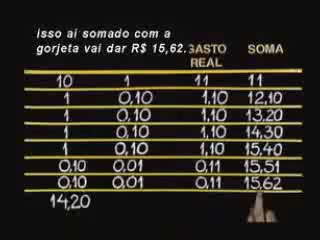 isso aí somado com a
gorjeta vai dar R$ 15,62.
GASTO REAL SOMA
10 1 11 11
1 0,10 1,10 12,10
1 0,10 1,10 13,20
1 0,10 1,10 14,30
1 0,10 1,10 15,40
0,10 0,01 0,11 15,51
0,10 0,01 0,11 15,62
14,20